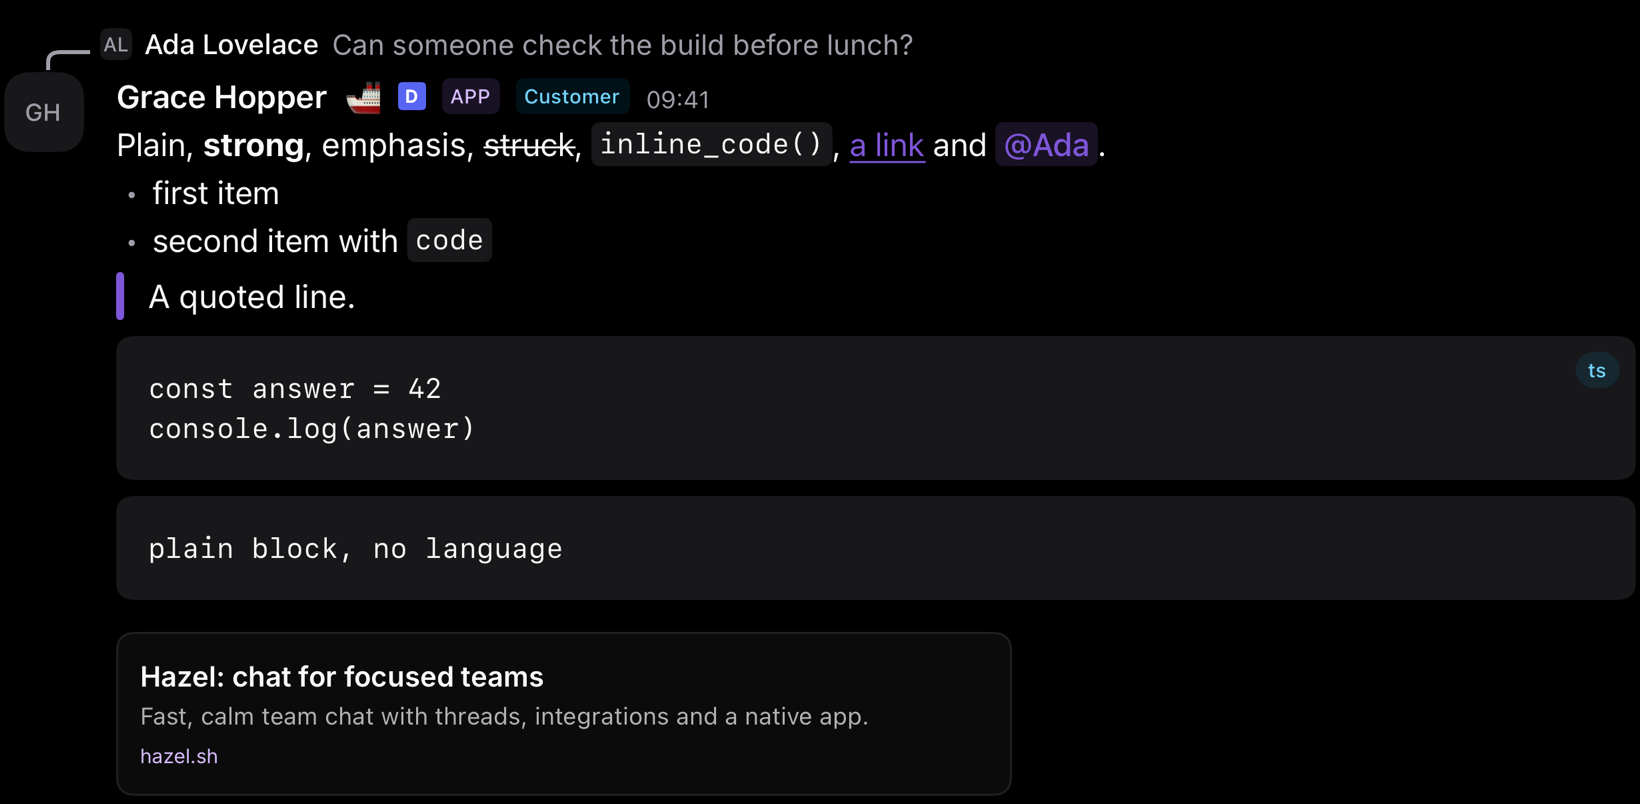 AL Ada Lovelace Can someone check the build before lunch?
GH
Grace Hopper 🚢 D APP Customer 09:41
Plain, strong, emphasis, struck, inline_code(), a link and @Ada.
• first item
• second item with code
A quoted line.
ts
const answer = 42
console.log(answer)
plain block, no language
Hazel: chat for focused teams
Fast, calm team chat with threads, integrations and a native app.
hazel.sh